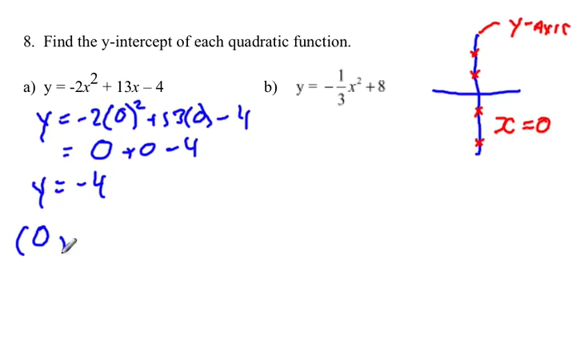 8. Find the y-intercept of each quadratic function.
a) y = -2x² + 13x – 4
y = -2(0)² + 13(0) - 4
= 0 + 0 - 4
y = -4
(0,
b) y = -1/3x² + 8
y-axis
x = 0